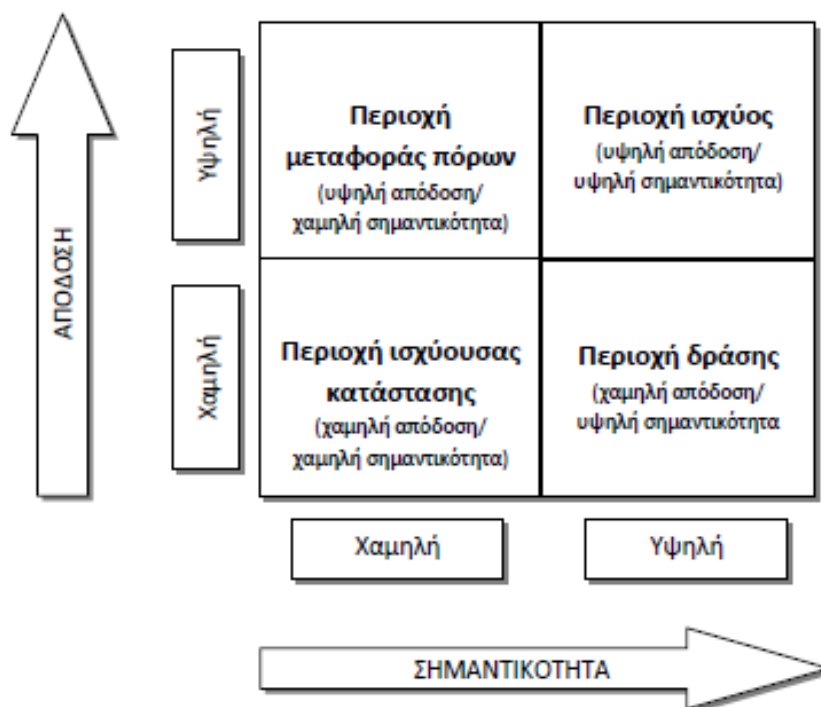 ΑΠΟΔΟΣΗ
Υψηλή
Περιοχή
μεταφοράς πόρων
(υψηλή απόδοση/
χαμηλή σημαντικότητα)
Περιοχή ισχύος
(υψηλή απόδοση/
υψηλή σημαντικότητα)
Χαμηλή
Περιοχή ισχύουσας
κατάστασης
(χαμηλή απόδοση/
χαμηλή σημαντικότητα)
Περιοχή δράσης
(χαμηλή απόδοση/
υψηλή σημαντικότητα
Χαμηλή
Υψηλή
ΣΗΜΑΝΤΙΚΟΤΗΤΑ